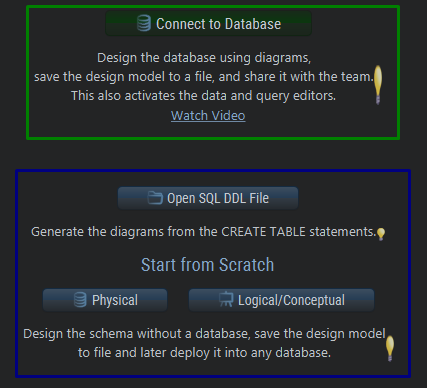 Connect to Database
Design the database using diagrams,
save the design model to a file, and share it with the team.
This also activates the data and query editors.
Watch Video
Open SQL DDL File
Generate the diagrams from the CREATE TABLE statements.
Start from Scratch
Physical
Logical/Conceptual
Design the schema without a database, save the design model
to file and later deploy it into any database.